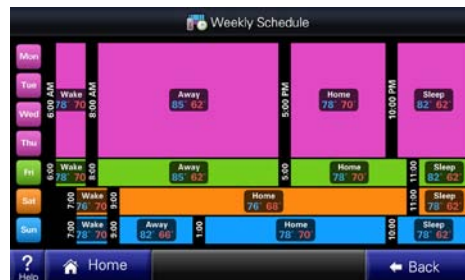 Weekly Schedule
Mon
Tue
Wed
Thu
6:00 AM
Wake
78° 70
8:00 AM
Away
85° 62°
5:00 PM
Home
78° 70°
10:00 PM
Sleep
82° 62°
Fri
6:00
Wake
78° 70
8:00
Away
85° 62°
5:00
Home
78° 70°
11:00
Sleep
82° 62°
Sat
7:00
Wake
76° 70
9:00
Home
76° 68°
11:00
Sleep
78° 62°
Sun
7:00
Wake
78° 70
9:00
Away
82° 66°
1:00
Home
78° 70°
10:00
Sleep
78° 62°
? Help
Home
Back